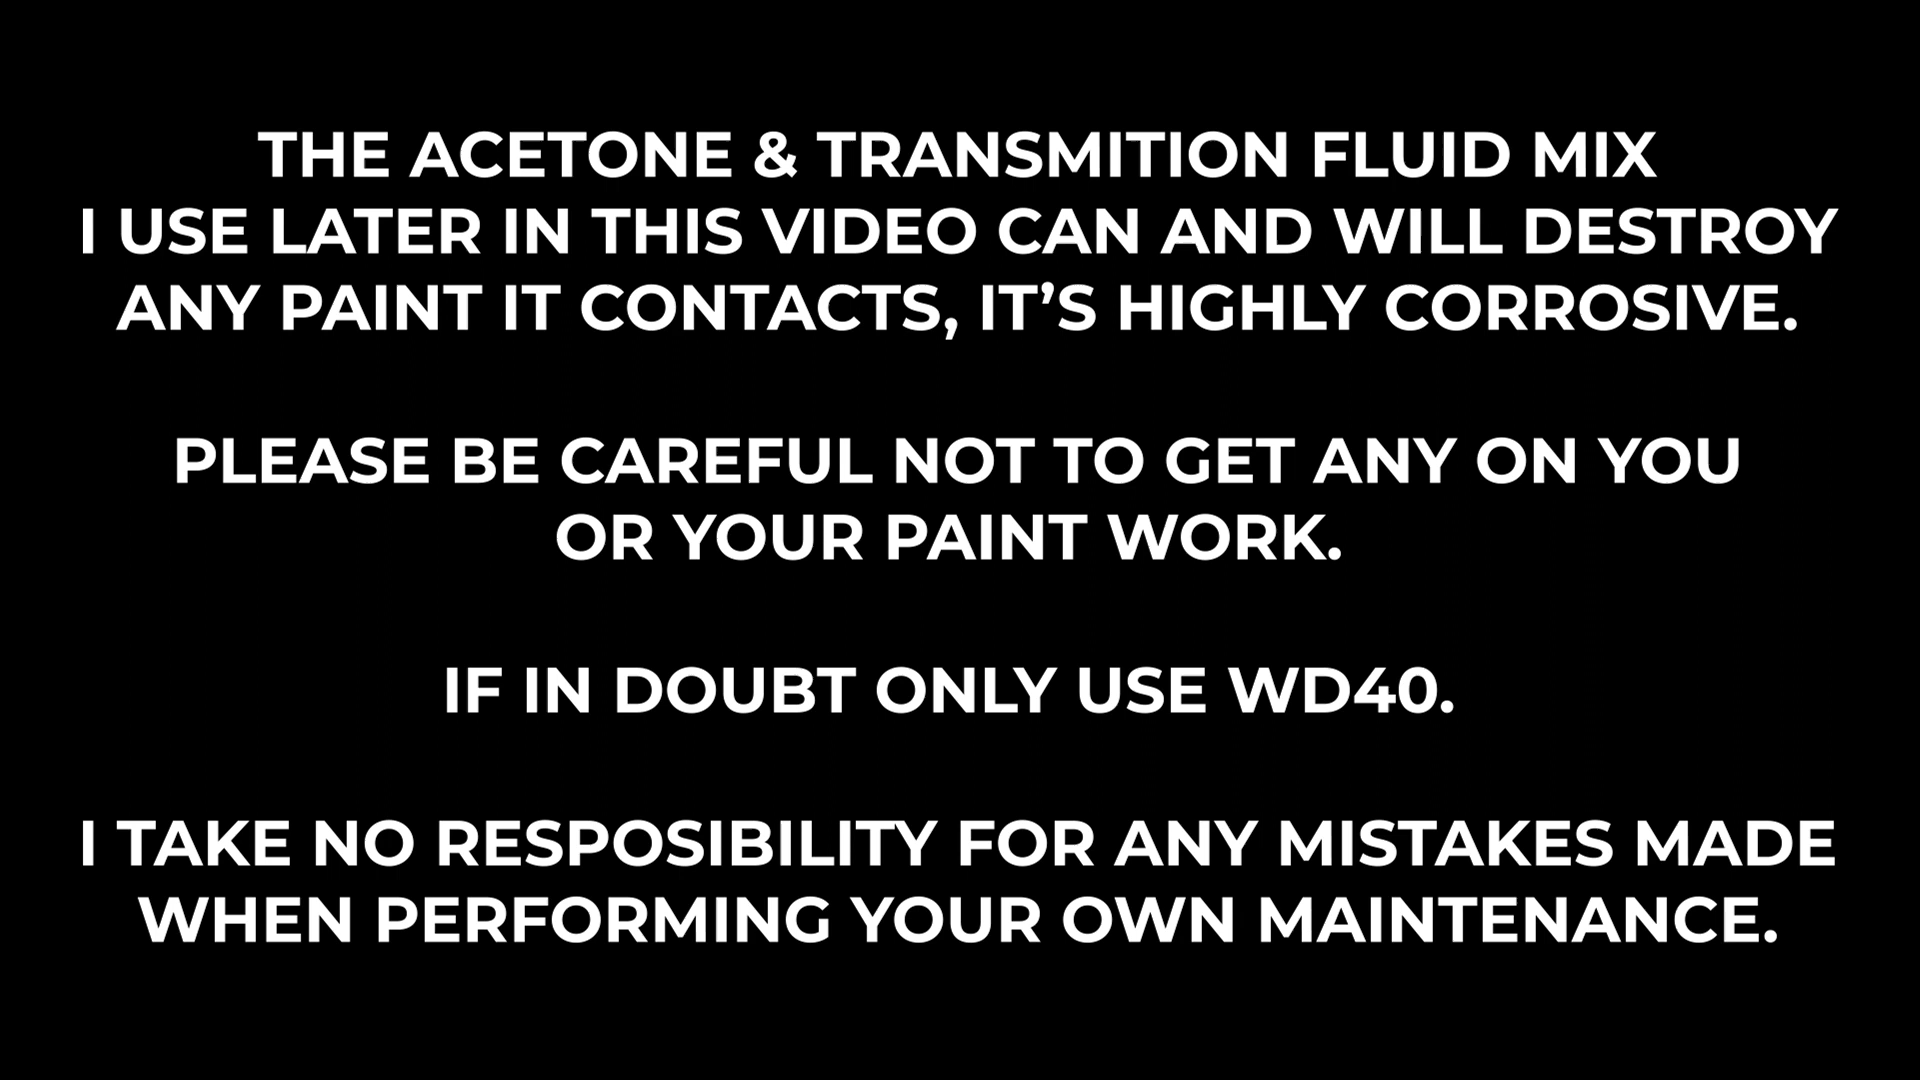 THE ACETONE & TRANSMITION FLUID MIX
I USE LATER IN THIS VIDEO CAN AND WILL DESTROY
ANY PAINT IT CONTACTS, IT’S HIGHLY CORROSIVE.
PLEASE BE CAREFUL NOT TO GET ANY ON YOU
OR YOUR PAINT WORK.
IF IN DOUBT ONLY USE WD40.
I TAKE NO RESPOSIBILITY FOR ANY MISTAKES MADE
WHEN PERFORMING YOUR OWN MAINTENANCE.